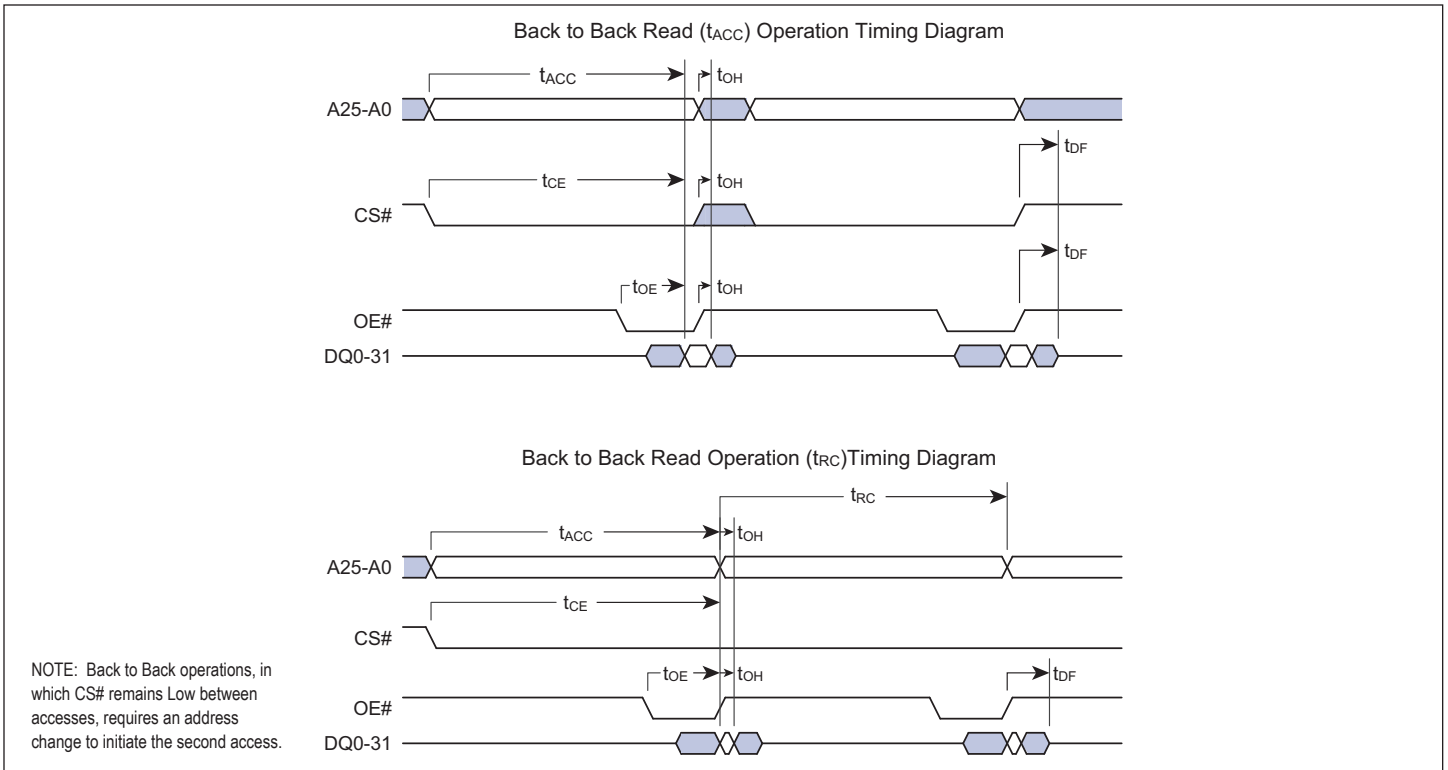 Back to Back Read (tACC) Operation Timing Diagram
tACC
tOH
A25-A0
tDF
tCE
tOH
CS#
tDF
tOE
tOH
OE#
DQ0-31
Back to Back Read Operation (tRC)Timing Diagram
tRC
tACC
tOH
A25-A0
tCE
CS#
tOE
tOH
tDF
OE#
DQ0-31
NOTE: Back to Back operations, in
which CS# remains Low between
accesses, requires an address
change to initiate the second access.